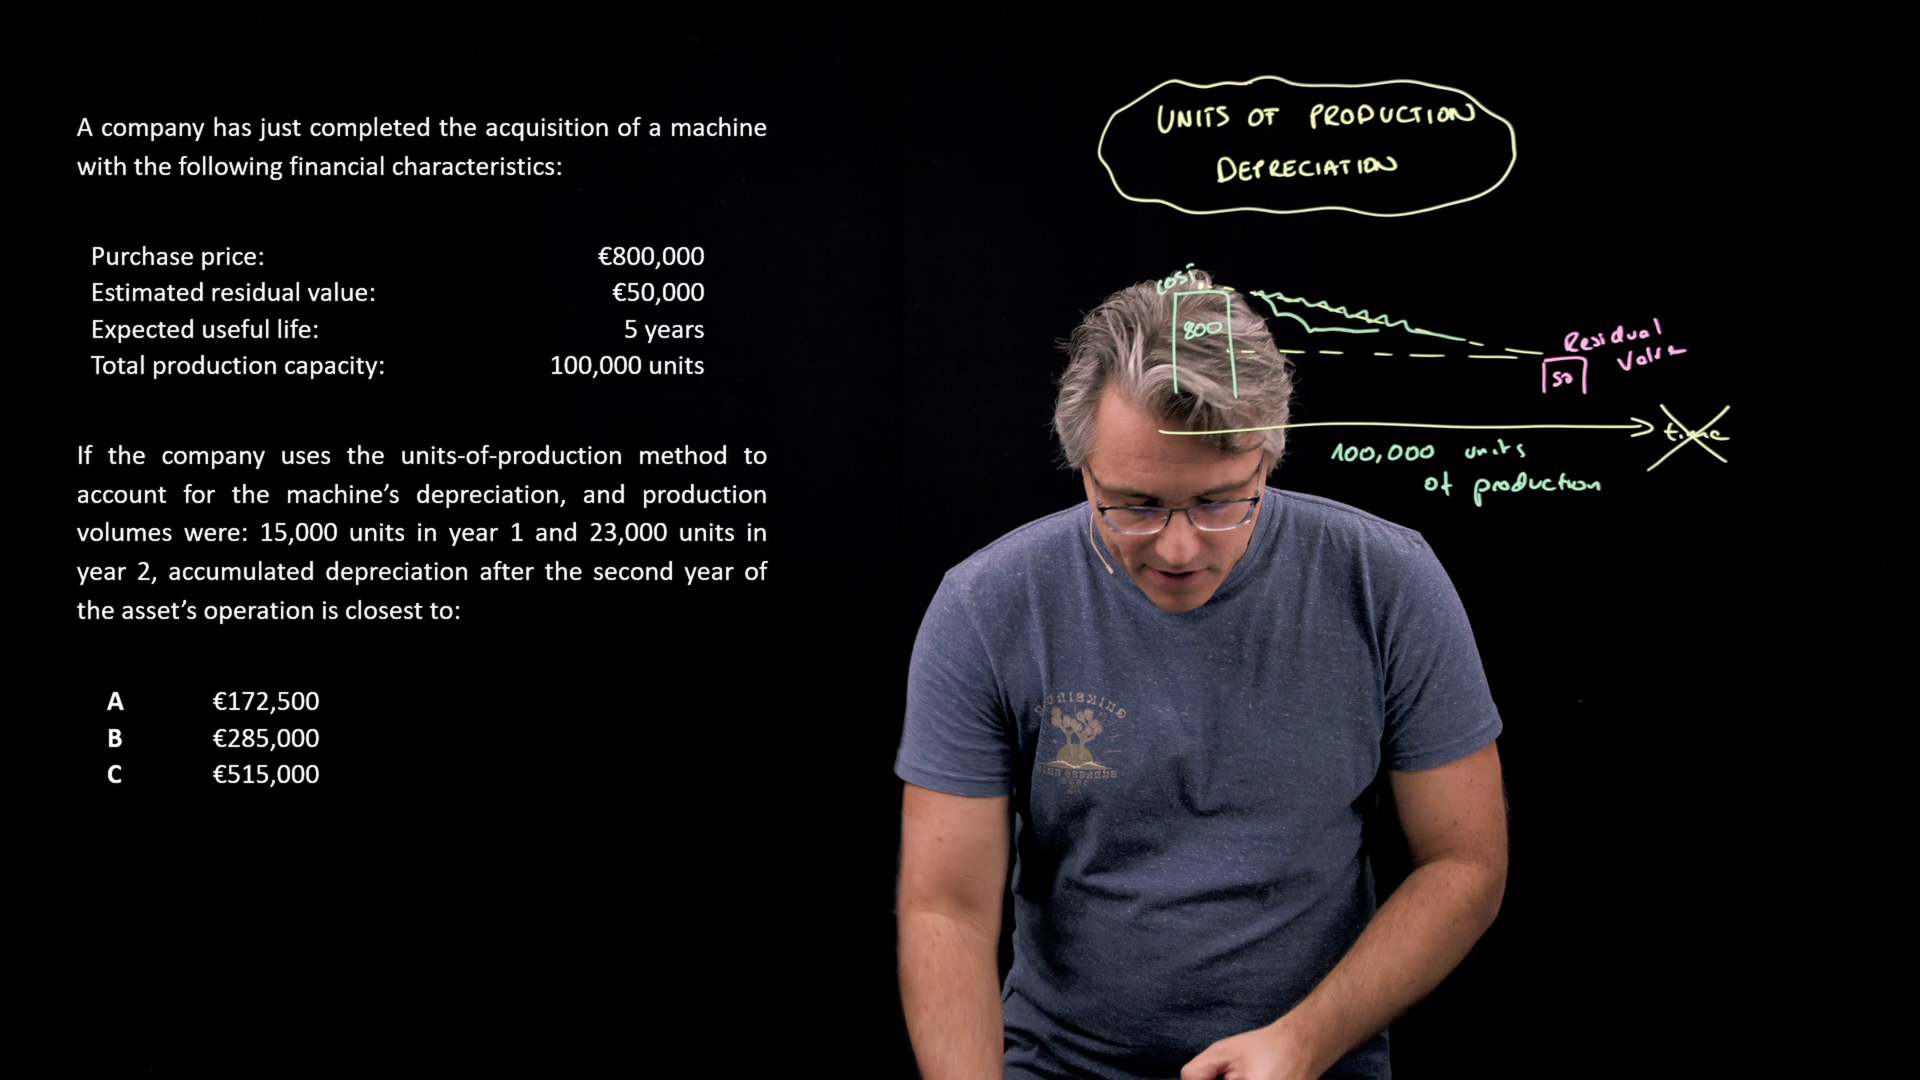 A company has just completed the acquisition of a machine
with the following financial characteristics:
Purchase price: €800,000
Estimated residual value: €50,000
Expected useful life: 5 years
Total production capacity: 100,000 units
If the company uses the units-of-production method to
account for the machine’s depreciation, and production
volumes were: 15,000 units in year 1 and 23,000 units in
year 2, accumulated depreciation after the second year of
the asset’s operation is closest to:
A €172,500
B €285,000
C €515,000
UNITS OF PRODUCTION
DEPRECIATION
cost
800
Residual
Value
50
time
100,000 units
of production